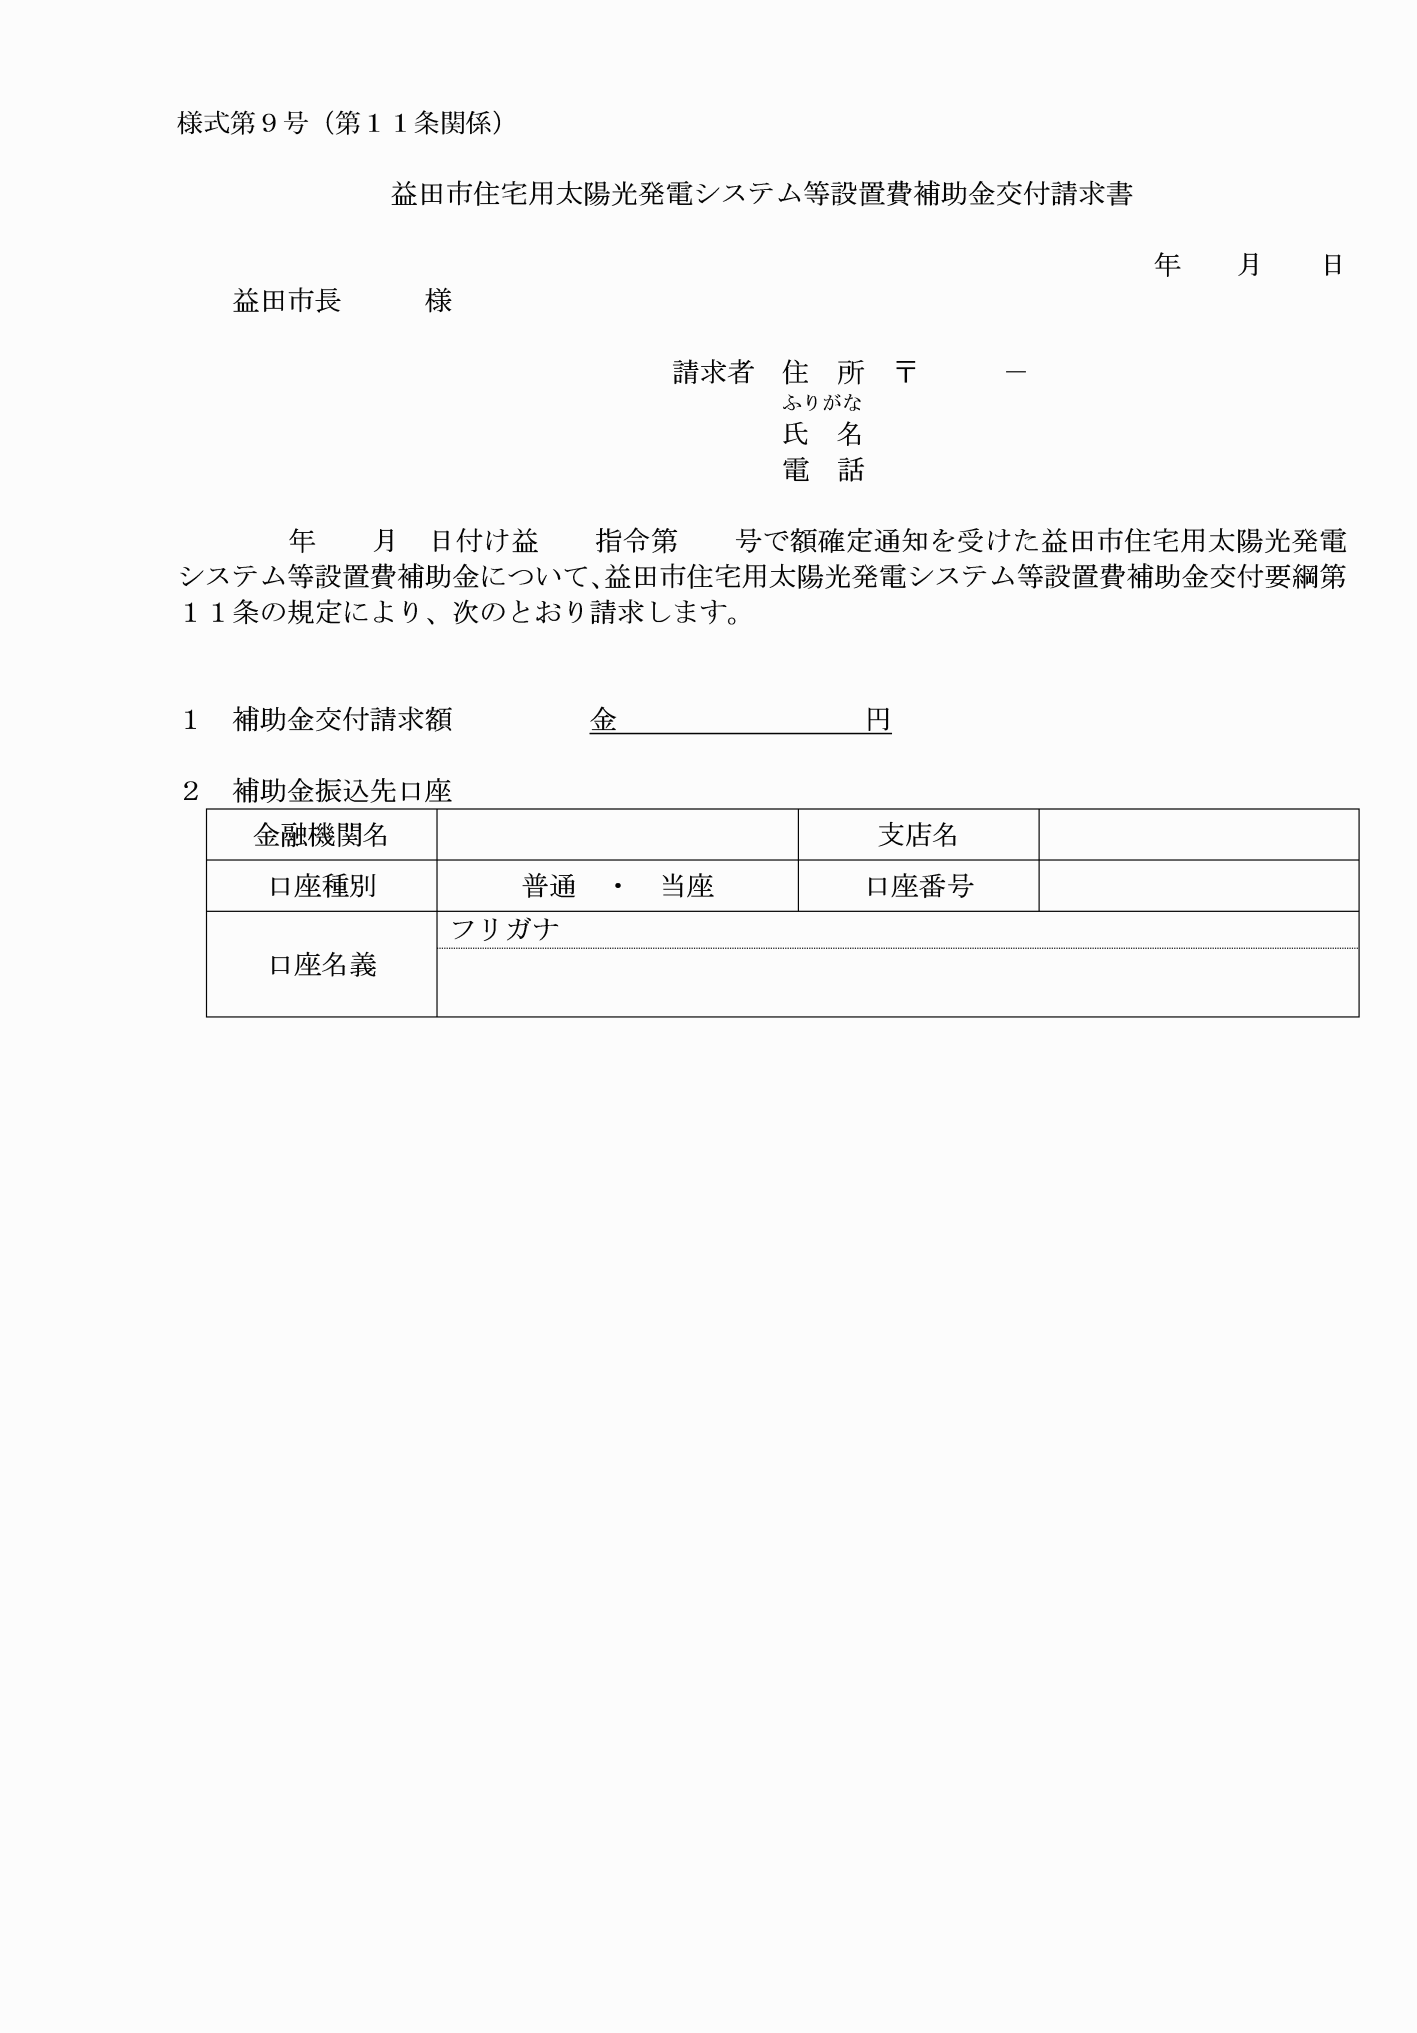 様式第９号（第１１条関係）
益田市住宅用太陽光発電システム等設置費補助金交付請求書
年　　月　　日
益田市長　　　様
請求者　住　所　〒　　　－
ふりがな
氏　名
電　話
年　　月　日付け益　　指令第　　号で額確定通知を受けた益田市住宅用太陽光発電
システム等設置費補助金について、益田市住宅用太陽光発電システム等設置費補助金交付要綱第
１１条の規定により、次のとおり請求します。
１　補助金交付請求額　　　　　金　　　　　　　　　円
２　補助金振込先口座
金融機関名　　支店名
口座種別　　普通　・　当座　　口座番号
フリガナ
口座名義